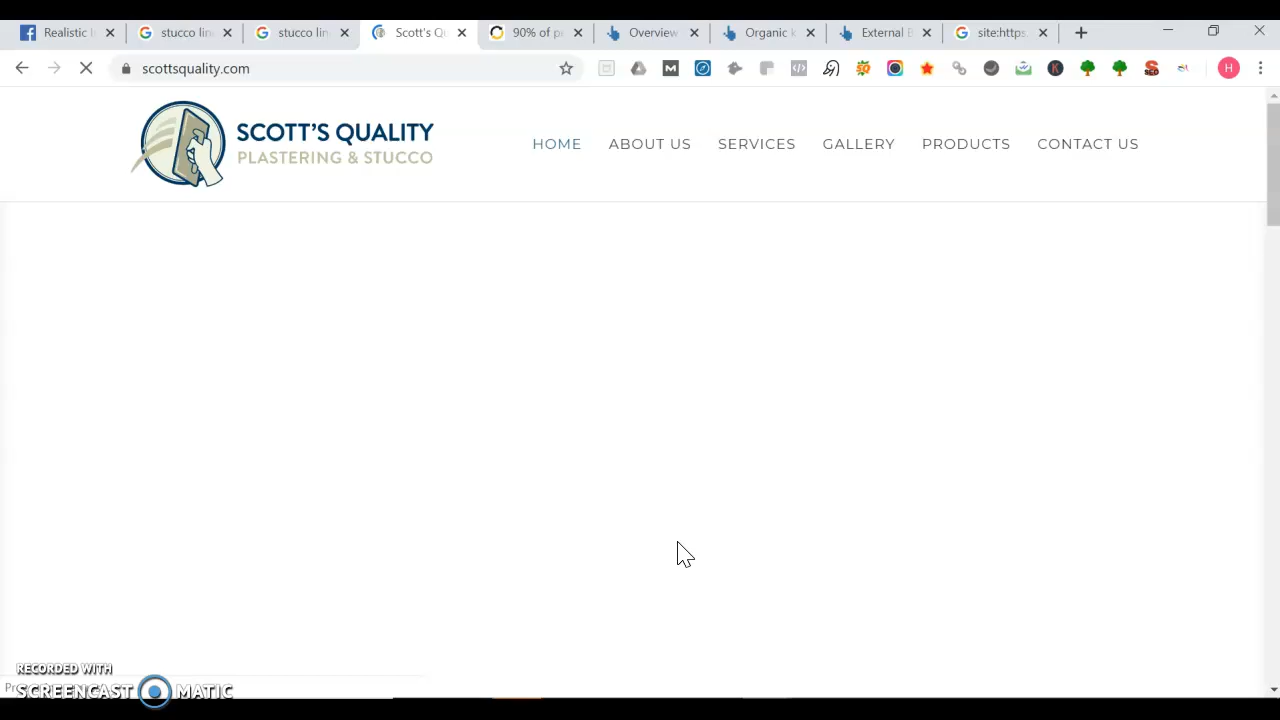 Realistic I
stucco lin
stucco lin
Scott's Qu
90% of p
Overview
Organic k
External B
site:https
scottsquality.com
H
SCOTT'S QUALITY
PLASTERING & STUCCO
HOME ABOUT US SERVICES GALLERY PRODUCTS CONTACT US
RECORDED WITH
SCREENCAST MATIC